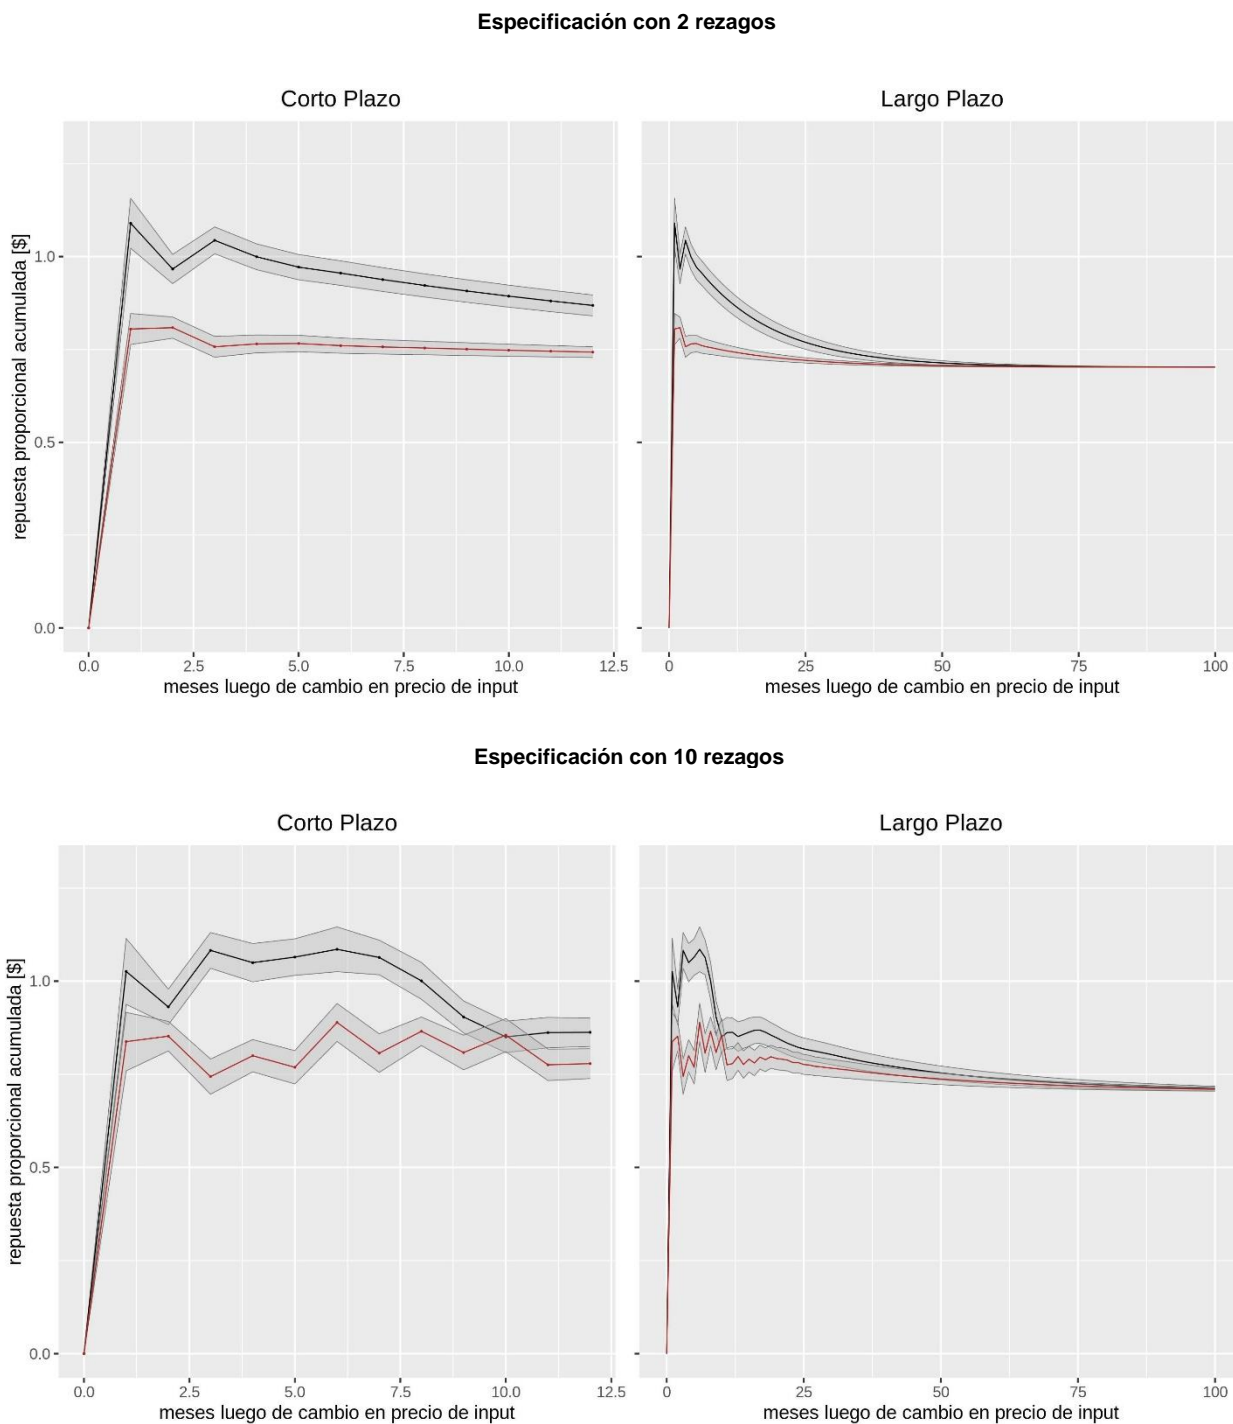 Especificación con 2 rezagos
Corto Plazo
Largo Plazo
repuesta proporcional acumulada [$]
1.0
0.5
0.0
0.0 2.5 5.0 7.5 10.0 12.5
0 25 50 75 100
meses luego de cambio en precio de input
meses luego de cambio en precio de input
Especificación con 10 rezagos
Corto Plazo
Largo Plazo
repuesta proporcional acumulada [$]
1.0
0.5
0.0
0.0 2.5 5.0 7.5 10.0 12.5
0 25 50 75 100
meses luego de cambio en precio de input
meses luego de cambio en precio de input